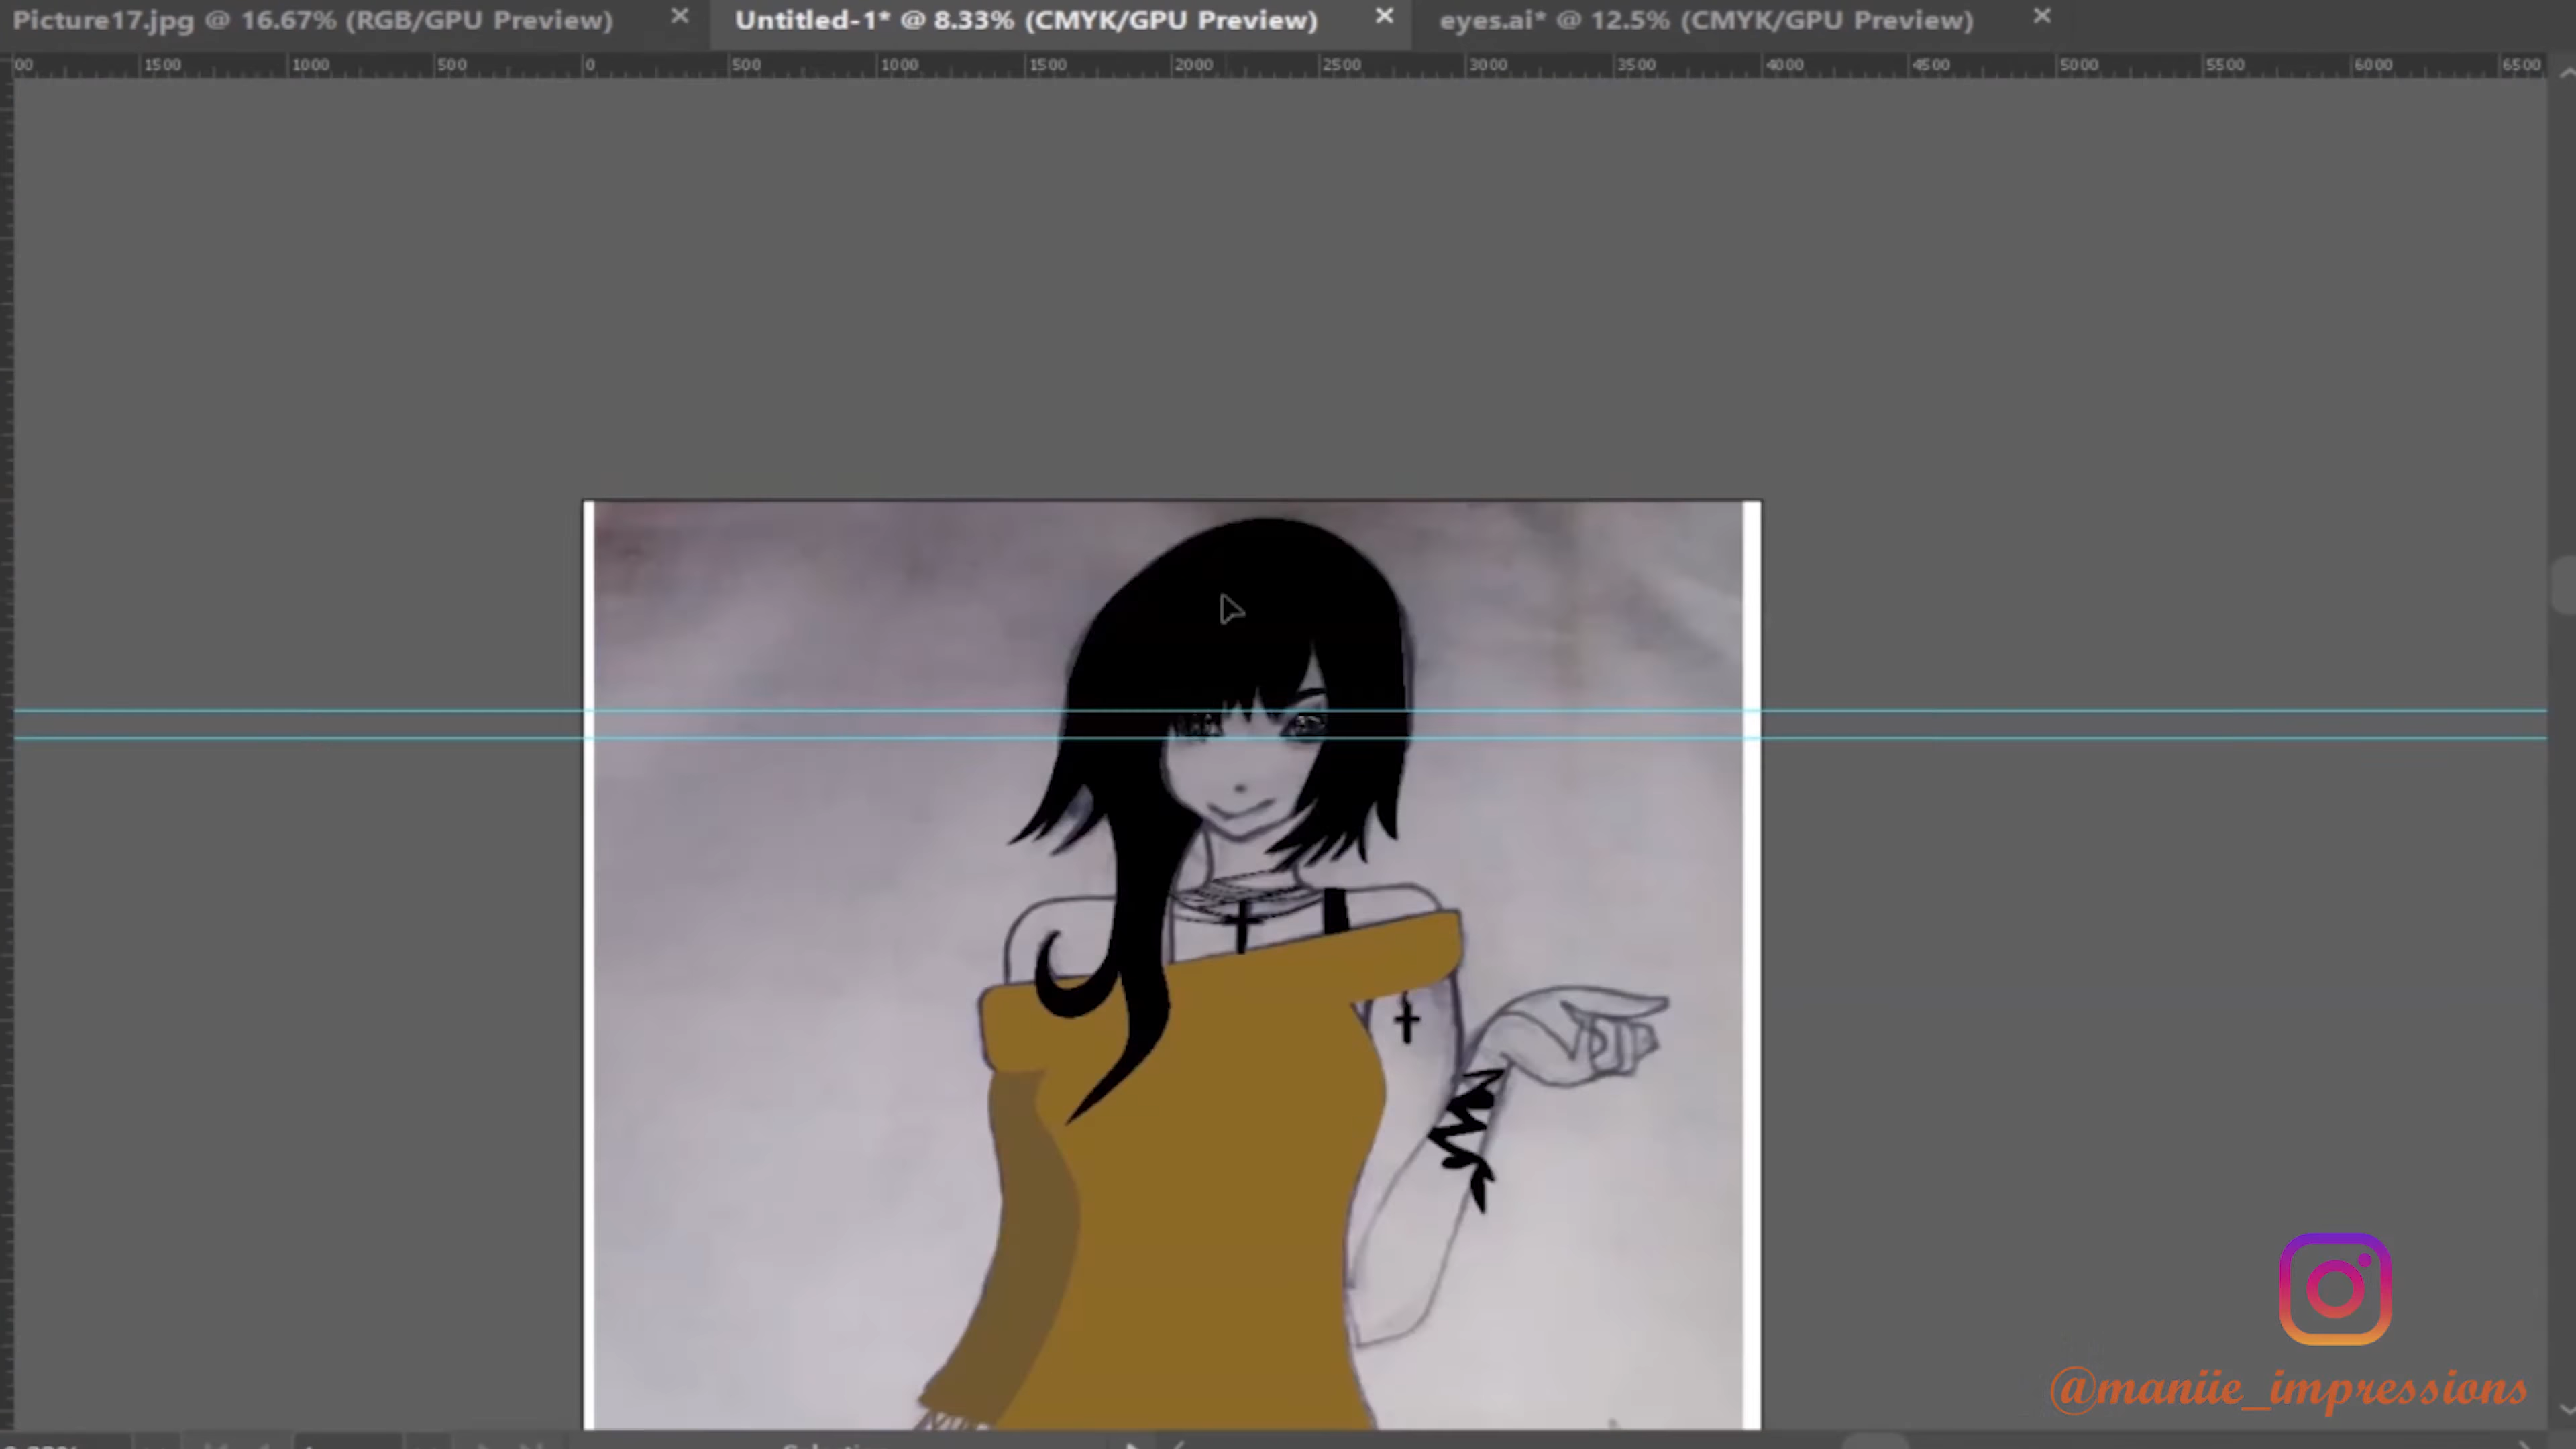 Picture17.jpg @ 16.67% (RGB/GPU Preview) × Untitled-1* @ 8.33% (CMYK/GPU Preview) × eyes.ai* @ 12.5% (CMYK/GPU Preview) ×
00 1500 1000 500 0 500 1000 1500 2000 2500 3000 3500 4000 4500 5000 5500 6000 6500
@maniie_impressions